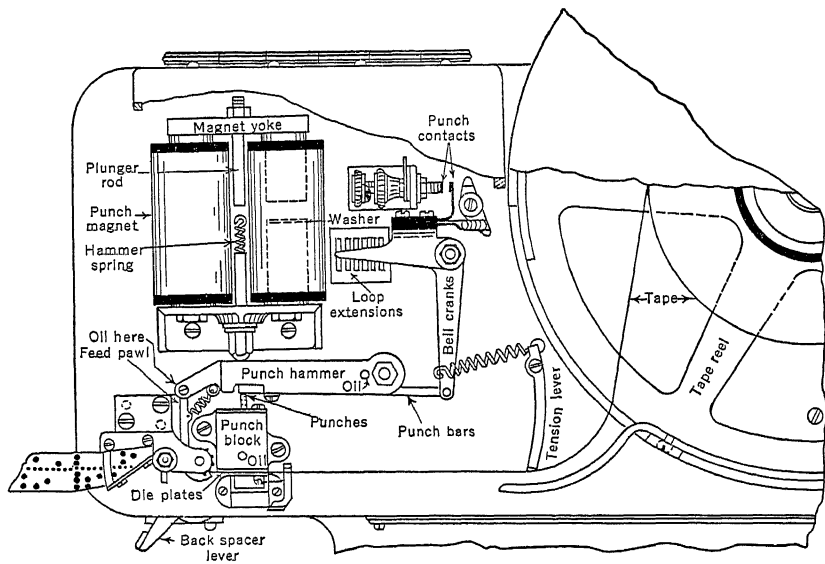 Punch
contacts
Magnet yoke
Plunger
rod
Punch
magnet
Washer
Hammer
spring
Loop
extensions
Bell cranks
Tape
Tape reel
Oil here
Feed pawl
Punch hammer
Oil
Punches
Punch bars
Tension lever
Punch
block
Oil
Die plates
Back spacer
lever